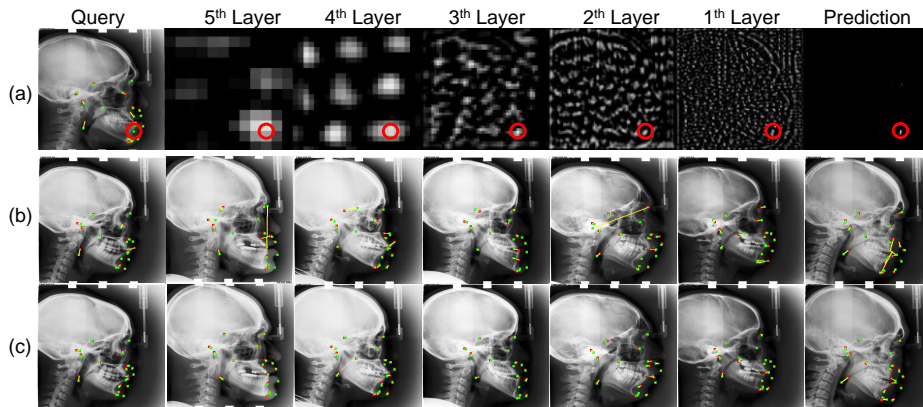 Query 5th Layer 4th Layer 3th Layer 2th Layer 1th Layer Prediction
(a)
(b)
(c)